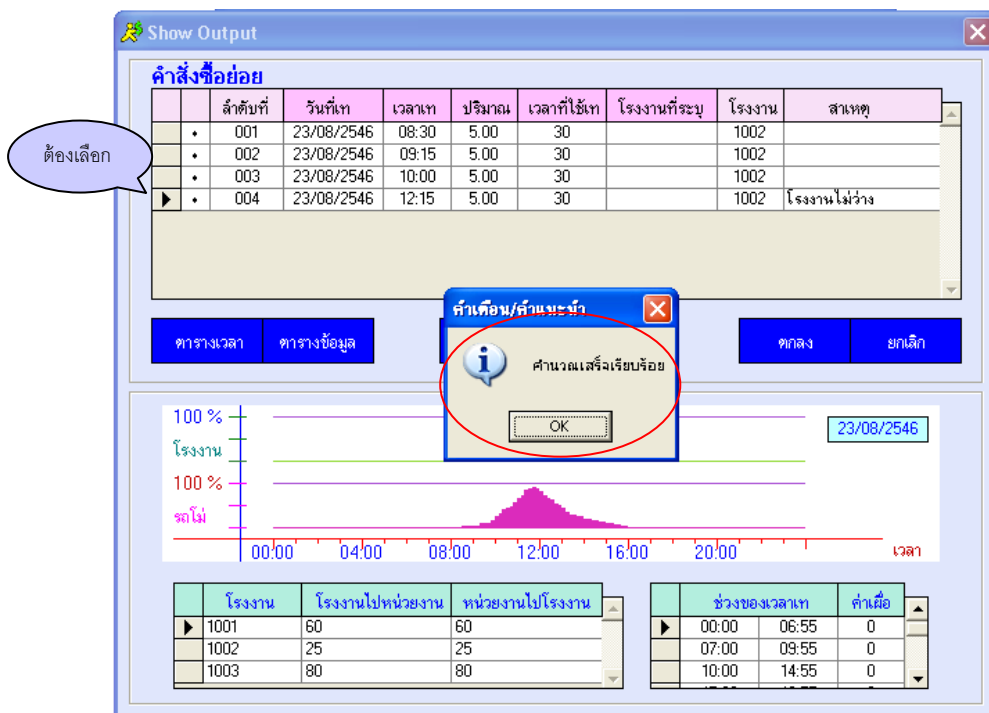 Show Output
คำสั่งซื้อย่อย
ลำดับที่ วันที่เท เวลาเท ปริมาณ เวลาที่ใช้เท โรงงานที่ระบุ โรงงาน สาเหตุ
001 23/08/2546 08:30 5.00 30 1002
ต้องเลือก
002 23/08/2546 09:15 5.00 30 1002
003 23/08/2546 10:00 5.00 30 1002
004 23/08/2546 12:15 5.00 30 1002 โรงงานไม่ว่าง
คำเตือน/คำแนะนำ
ตารางเวลา ตารางข้อมูล ตกลง ยกเลิก
คำนวณเสร็จเรียบร้อย
OK
100 %
23/08/2546
โรงงาน
100 %
รถโม่
00:00 04:00 08:00 12:00 16:00 20:00 เวลา
โรงงาน โรงงานไปหน่วยงาน หน่วยงานไปโรงงาน ช่วงของเวลาเท ค่าเผื่อ
1001 60 60 00:00 06:55 0
1002 25 25 07:00 09:55 0
1003 80 80 10:00 14:55 0